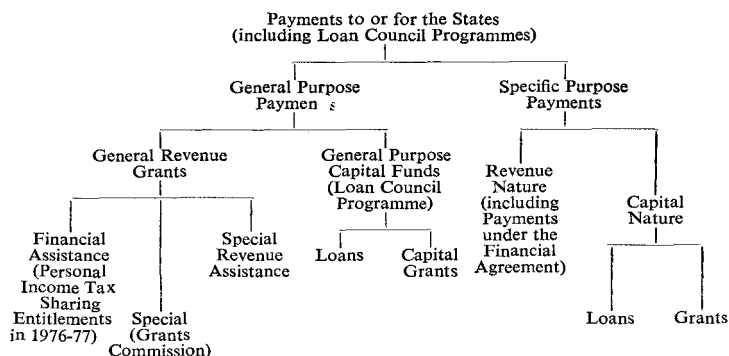 Payments to or for the States
(including Loan Council Programmes)
General Purpose
Paymen s
Specific Purpose
Payments
General Revenue
Grants
General Purpose
Capital Funds
(Loan Council
Programme)
Revenue
Nature
(including
Payments
under the
Financial
Agreement)
Capital
Nature
Financial
Assistance
(Personal
Income Tax
Sharing
Entitlements
in 1976-77)
Special
(Grants
Commission)
Special
Revenue
Assistance
Loans
Capital
Grants
Loans
Grants